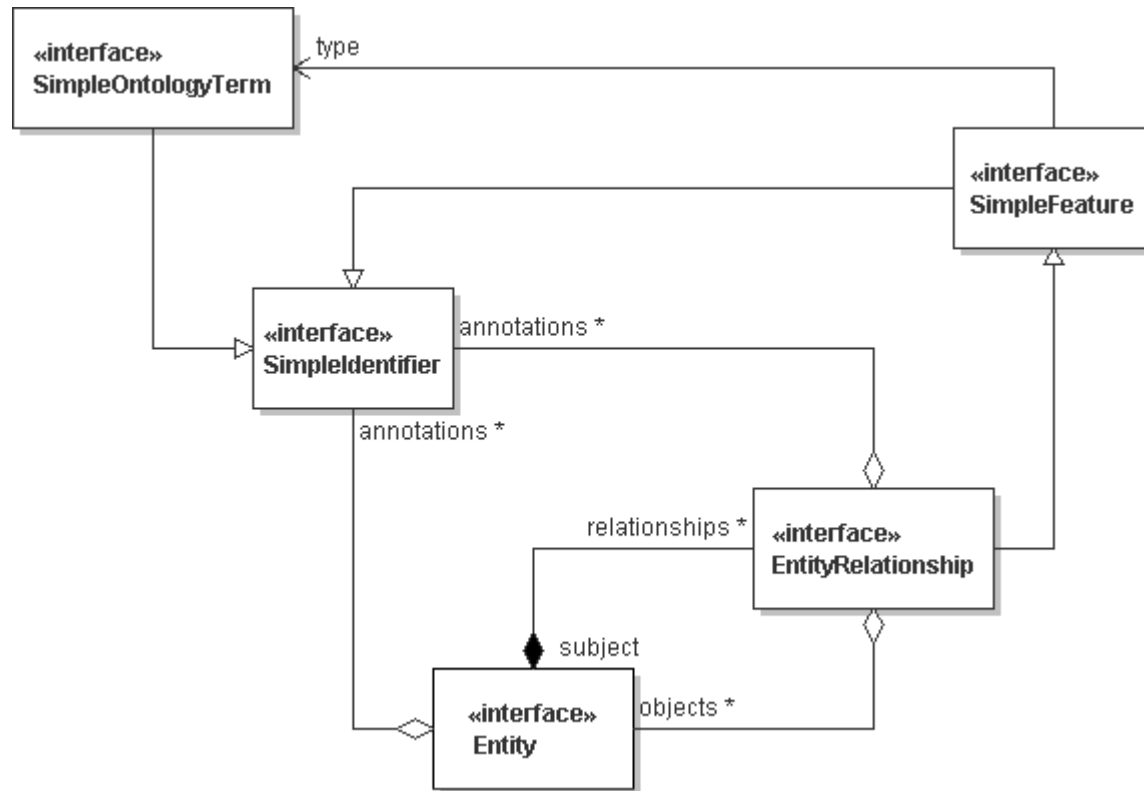 «interface»
SimpleOntologyTerm
type
«interface»
SimpleFeature
«interface»
SimpleIdentifier
annotations *
annotations *
relationships *
«interface»
EntityRelationship
subject
«interface»
Entity
objects *